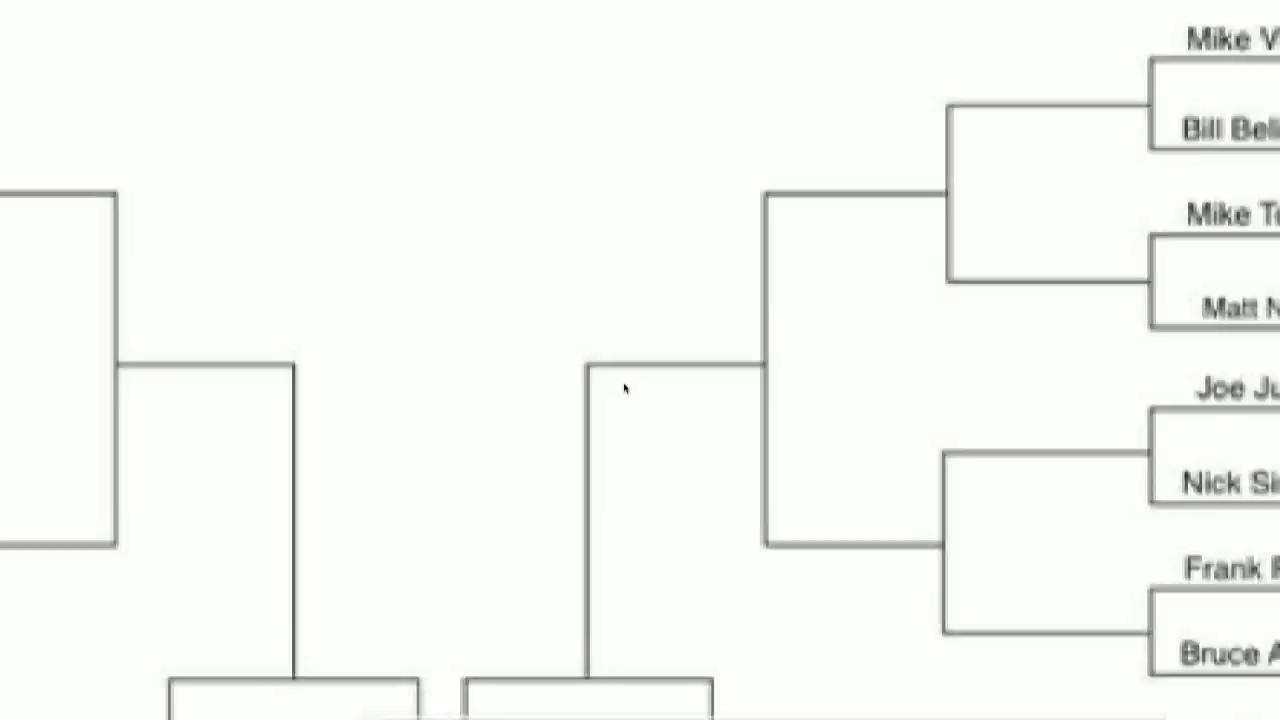 Mike V
Bill Beli
Mike T
Matt N
Joe Ju
Nick Si
Frank
Bruce A